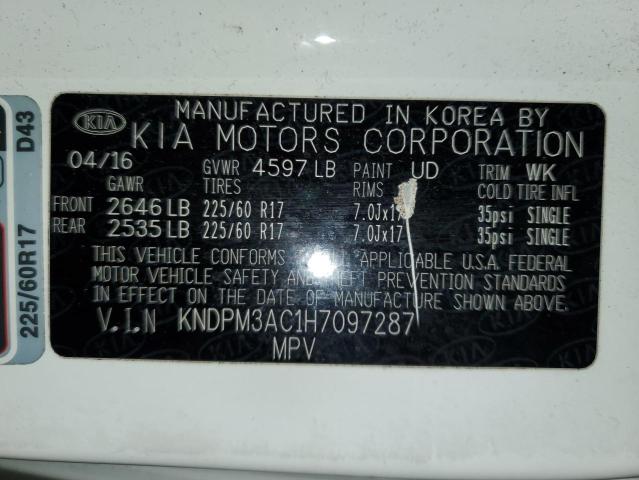 MANUFACTURED IN KOREA BY
KIA KIA MOTORS CORPORATION
04/16 GVWR 4597 LB PAINT UD TRIM WK
GAWR TIRES RIMS COLD TIRE INFL
FRONT 2646 LB 225/60 R17 7.0Jx17 35psi SINGLE
REAR 2535 LB 225/60 R17 7.0Jx17 35psi SINGLE
THIS VEHICLE CONFORMS TO ALL APPLICABLE U.S.A. FEDERAL
MOTOR VEHICLE SAFETY AND THEFT PREVENTION STANDARDS
IN EFFECT ON THE DATE OF MANUFACTURE SHOWN ABOVE.
V.I.N KNDPM3AC1H7097287
MPV
D43
225/60R17